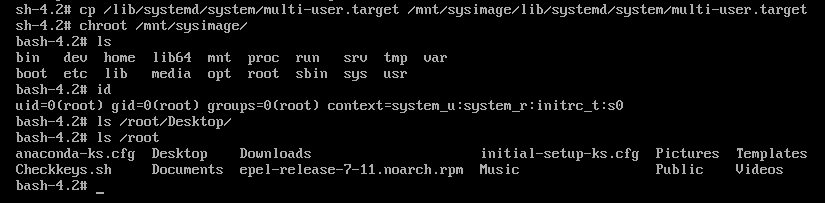 sh-4.2# cp /lib/systemd/system/multi-user.target /mnt/sysimage/lib/systemd/system/multi-user.target
sh-4.2# chroot /mnt/sysimage/
bash-4.2# ls
bin dev home lib64 mnt proc run srv tmp var
boot etc lib media opt root sbin sys usr
bash-4.2# id
uid=0(root) gid=0(root) groups=0(root) context=system_u:system_r:initrc_t:s0
bash-4.2# ls /root/Desktop/
bash-4.2# ls /root
anaconda-ks.cfg Desktop Downloads initial-setup-ks.cfg Pictures Templates
Checkkeys.sh Documents epel-release-7-11.noarch.rpm Music Public Videos
bash-4.2# _